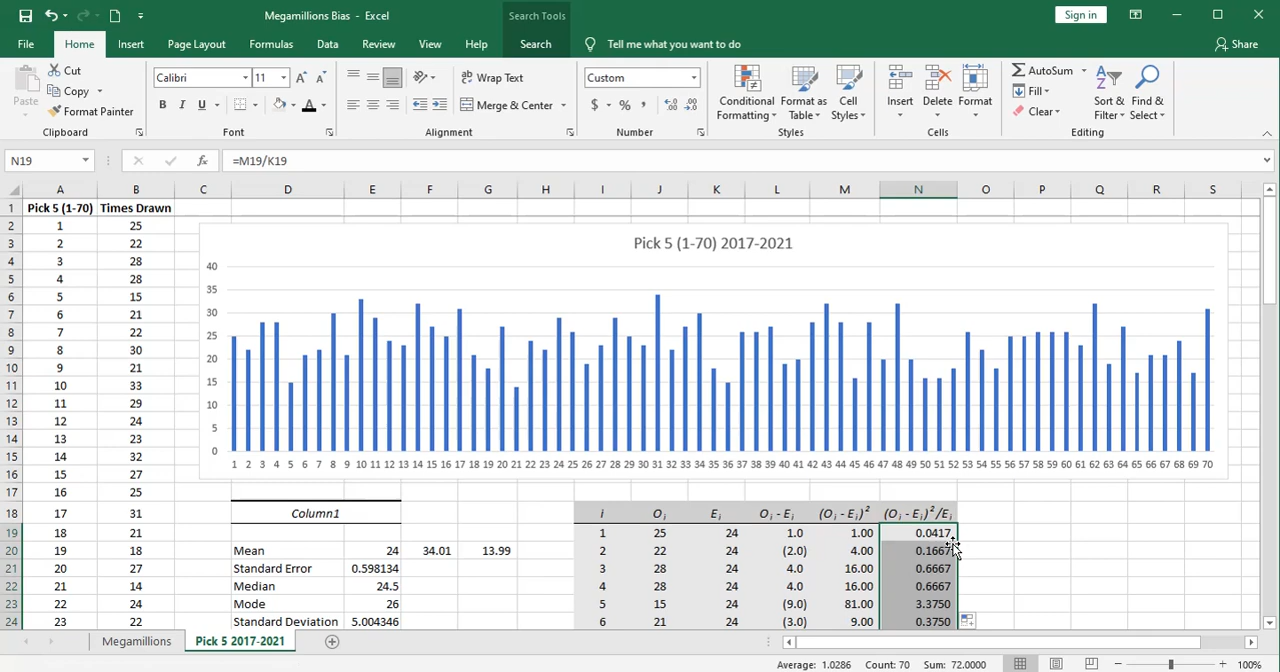 Megamillions Bias - Excel
Search Tools
Sign in
File Home Insert Page Layout Formulas Data Review View Help Search Tell me what you want to do Share
Paste Cut Copy Format Painter Clipboard
Calibri 11 B I U A Font
Wrap Text Merge & Center Alignment
Custom $ % Number
Conditional Formatting Format as Table Cell Styles Styles
Insert Delete Format Cells
AutoSum Fill Clear Sort & Filter Find & Select Editing
N19 fx =M19/K19
A B C D E F G H I J K L M N O P Q R S
1 Pick 5 (1-70) Times Drawn
2 1 25
3 2 22
4 3 28
5 4 28
6 5 15
7 6 21
8 7 22
9 8 30
10 9 21
11 10 33
12 11 29
13 12 24
14 13 23
15 14 32
16 15 27
17 16 25
Pick 5 (1-70) 2017-2021
40
35
30
25
20
15
10
5
0
1 2 3 4 5 6 7 8 9 10 11 12 13 14 15 16 17 18 19 20 21 22 23 24 25 26 27 28 29 30 31 32 33 34 35 36 37 38 39 40 41 42 43 44 45 46 47 48 49 50 51 52 53 54 55 56 57 58 59 60 61 62 63 64 65 66 67 68 69 70
18 17 31 Column1 i Oᵢ Eᵢ Oᵢ - Eᵢ (Oᵢ - Eᵢ)² (Oᵢ - Eᵢ)²/Eᵢ
19 18 21 1 25 24 1.0 1.00 0.0417
20 19 18 Mean 24 34.01 13.99 2 22 24 (2.0) 4.00 0.1667
21 20 27 Standard Error 0.598134 3 28 24 4.0 16.00 0.6667
22 21 14 Median 24.5 4 28 24 4.0 16.00 0.6667
23 22 24 Mode 26 5 15 24 (9.0) 81.00 3.3750
24 23 22 Standard Deviation 5.004346 6 21 24 (3.0) 9.00 0.3750
Megamillions Pick 5 2017-2021
Average: 1.0286 Count: 70 Sum: 72.0000 100%